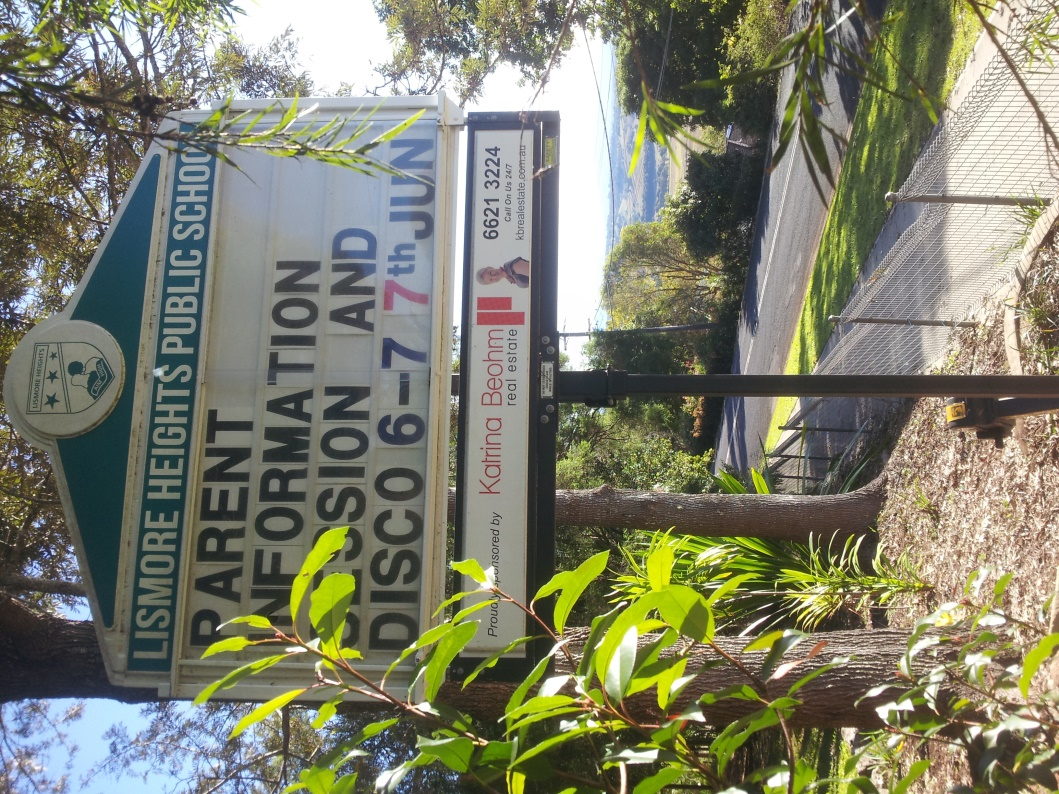 LISMORE HEIGHTS
LISMORE HEIGHTS PUBLIC SCHOOL
PARENT
INFORMATION
SESSION AND
DISCO 6-7 7th JUN
Proudly sponsored by
Katrina Beohm
real estate
6621 3224
Call On Us 24/7
kbrealestate.com.au